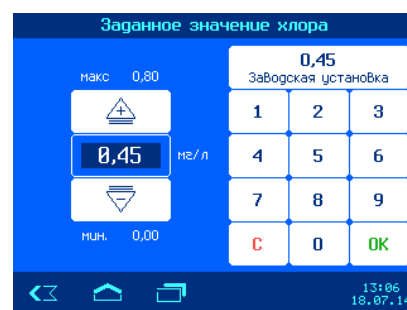 Заданное значение хлора
макс 0,80
+
0,45 мг/л
−
мин. 0,00
0,45
Заводская установка
1 2 3
4 5 6
7 8 9
C 0 OK
13:06
18.07.14